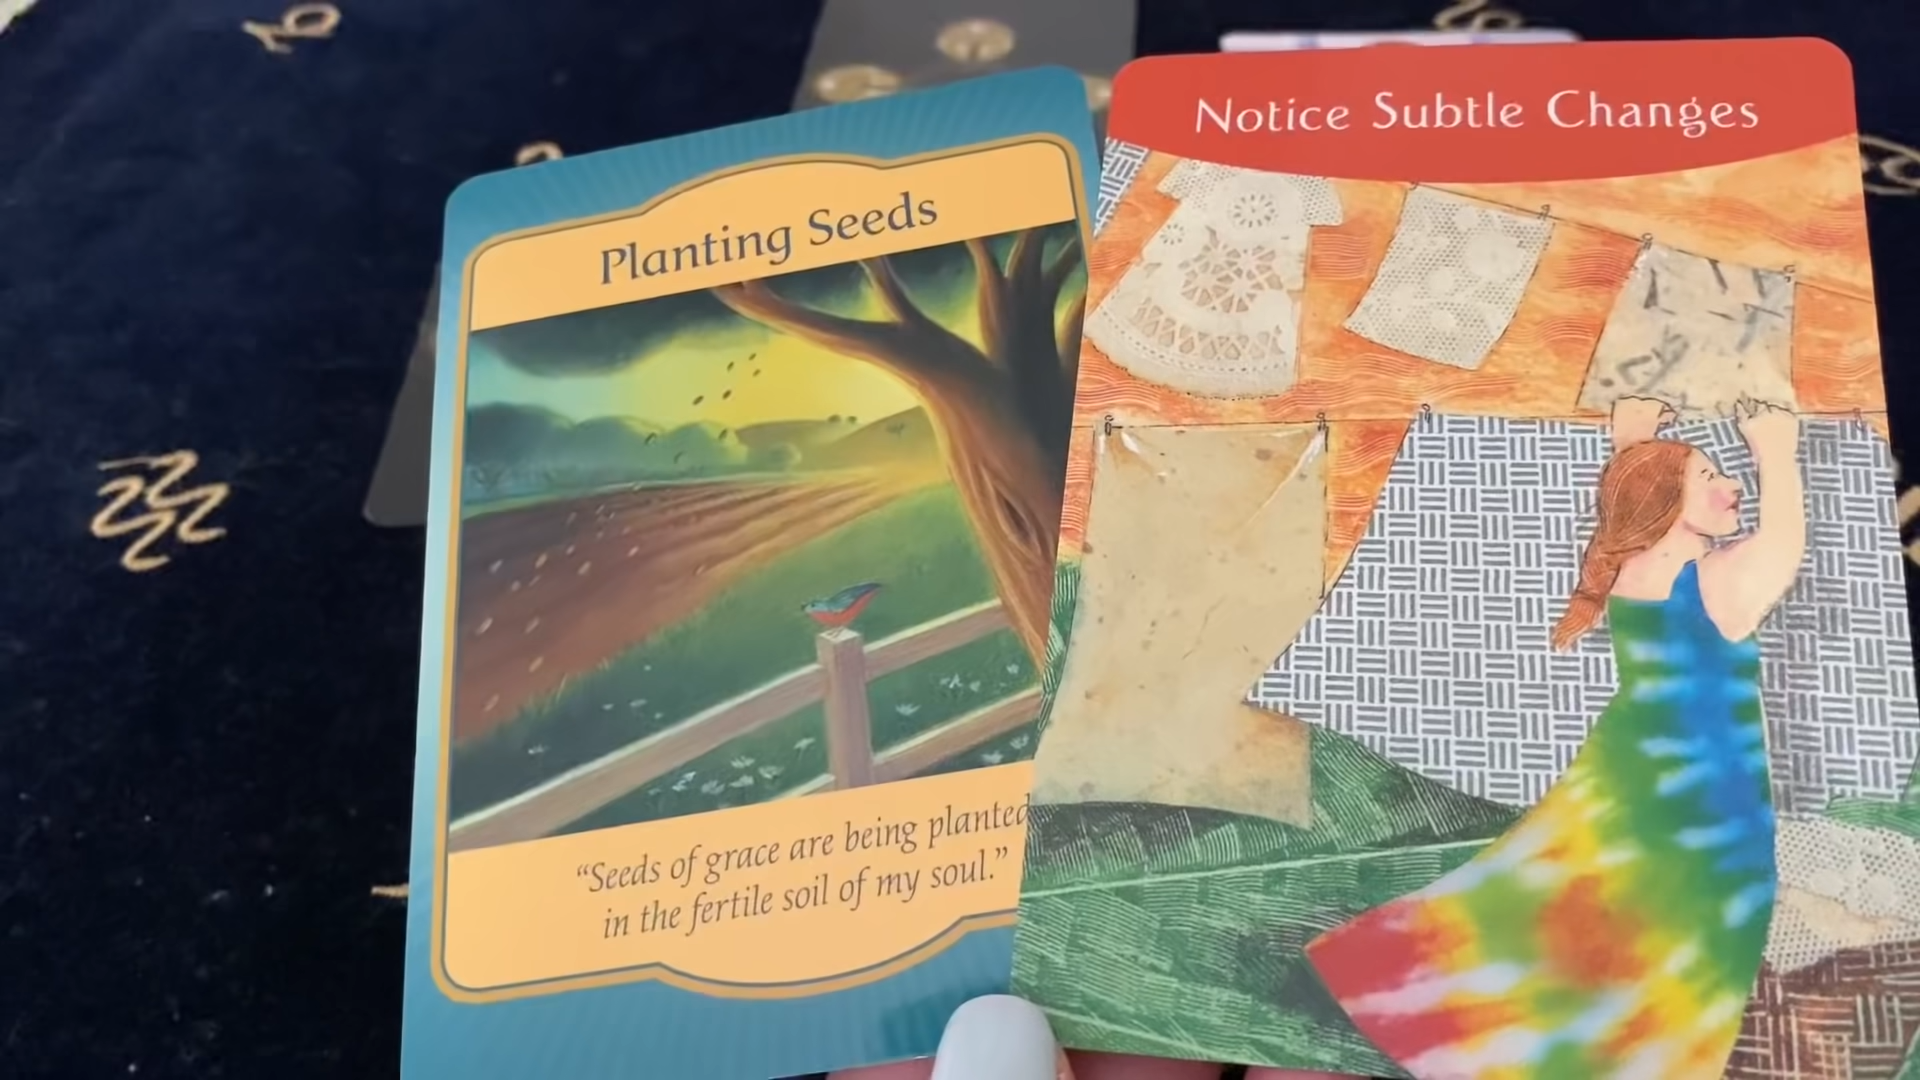 Planting Seeds
“Seeds of grace are being planted
in the fertile soil of my soul.”
Notice Subtle Changes